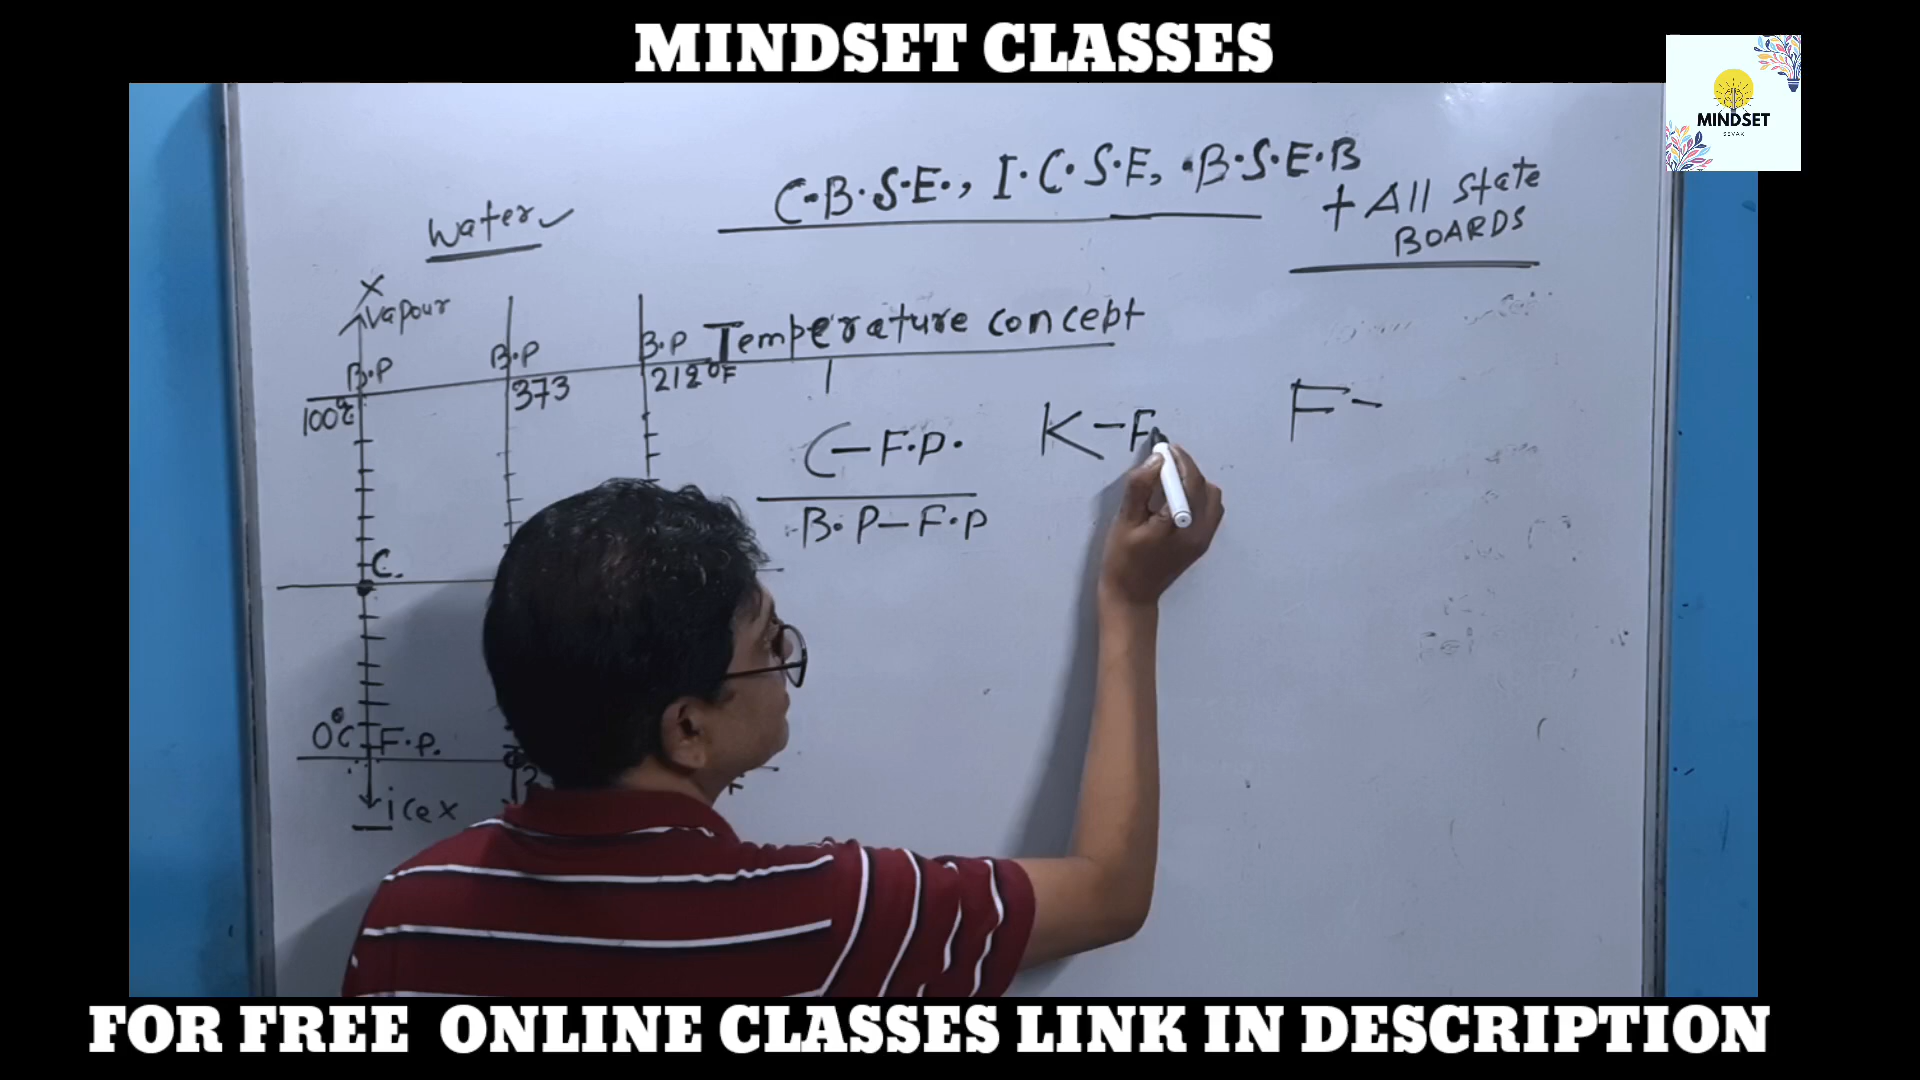 MINDSET CLASSES
MINDSET
SEVAK
C.B.S.E., I.C.S.E, .B.S.E.B
+ All State
BOARDS
Water
X
Vapour
Temperature concept
B.P
B.P
B.P
100°C
373
212°F
C-F.P.
K-F
F-
B.P-F.P
C.
0°C
F.P.
ice x
FOR FREE ONLINE CLASSES LINK IN DESCRIPTION